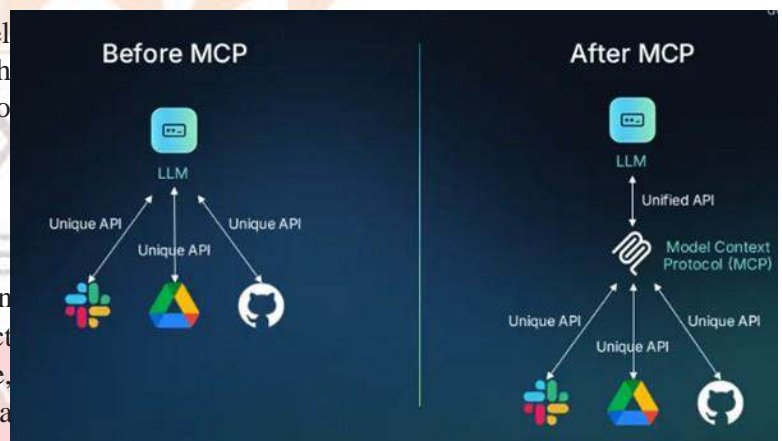 Before MCP
After MCP
LLM
LLM
Unified API
Unique API
Unique API
Unique API
Model Context
Protocol (MCP)
Unique API
Unique API
Unique API